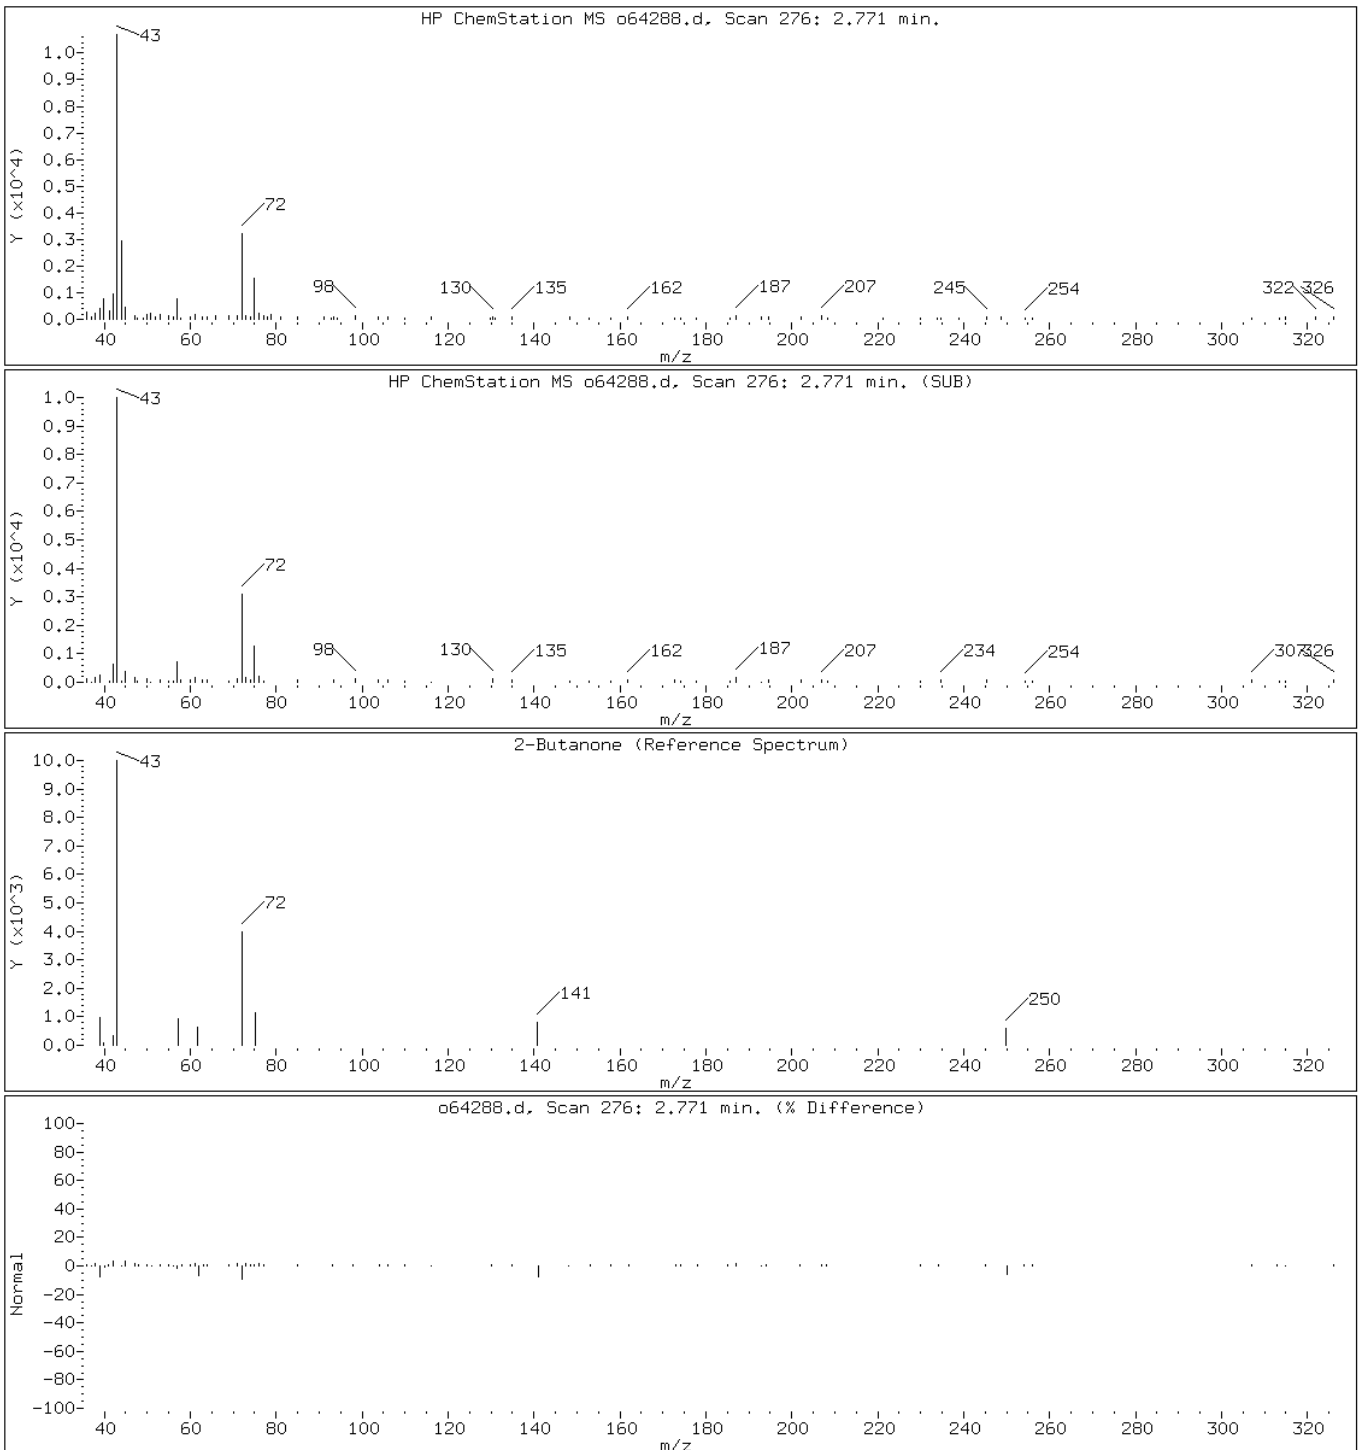 HP ChemStation MS o64288.d, Scan 276: 2.771 min.
43
1.0
0.9
0.8
0.7
0.6
0.5
0.4
0.3
0.2
0.1
0.0
Y (x10^4)
72
98 130 135 162 187 207 245 254 322 326
40 60 80 100 120 140 160 180 200 220 240 260 280 300 320
m/z
HP ChemStation MS o64288.d, Scan 276: 2.771 min. (SUB)
43
1.0
0.9
0.8
0.7
0.6
0.5
0.4
0.3
0.2
0.1
0.0
Y (x10^4)
72
98 130 135 162 187 207 234 254 307 326
40 60 80 100 120 140 160 180 200 220 240 260 280 300 320
m/z
2-Butanone (Reference Spectrum)
43
10.0
9.0
8.0
7.0
6.0
5.0
4.0
3.0
2.0
1.0
0.0
Y (x10^3)
72
141
250
40 60 80 100 120 140 160 180 200 220 240 260 280 300 320
m/z
o64288.d, Scan 276: 2.771 min. (% Difference)
100
80
60
40
20
0
-20
-40
-60
-80
-100
Normal
40 60 80 100 120 140 160 180 200 220 240 260 280 300 320
m/z